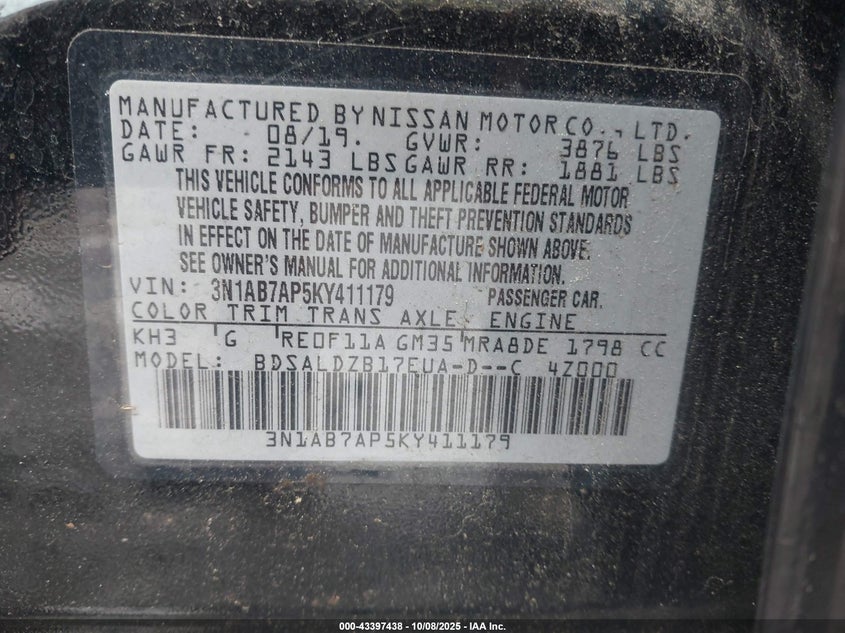 MANUFACTURED BY NISSAN MOTOR CO., LTD.
DATE: 08/19. GVWR: 3876 LBS
GAWR FR: 2143 LBS GAWR RR: 1881 LBS
THIS VEHICLE CONFORMS TO ALL APPLICABLE FEDERAL MOTOR
VEHICLE SAFETY, BUMPER AND THEFT PREVENTION STANDARDS
IN EFFECT ON THE DATE OF MANUFACTURE SHOWN ABOVE.
SEE OWNER'S MANUAL FOR ADDITIONAL INFORMATION.
VIN: 3N1AB7AP5KY411179 PASSENGER CAR.
COLOR TRIM TRANS AXLE ENGINE
KH3 G RE0F11A GM35 MRA8DE 1798 CC
MODEL: BDSALDZB17EUA-D--C 4Z000
3N1AB7AP5KY411179
000-43397438 - 10/08/2025 - IAA Inc.